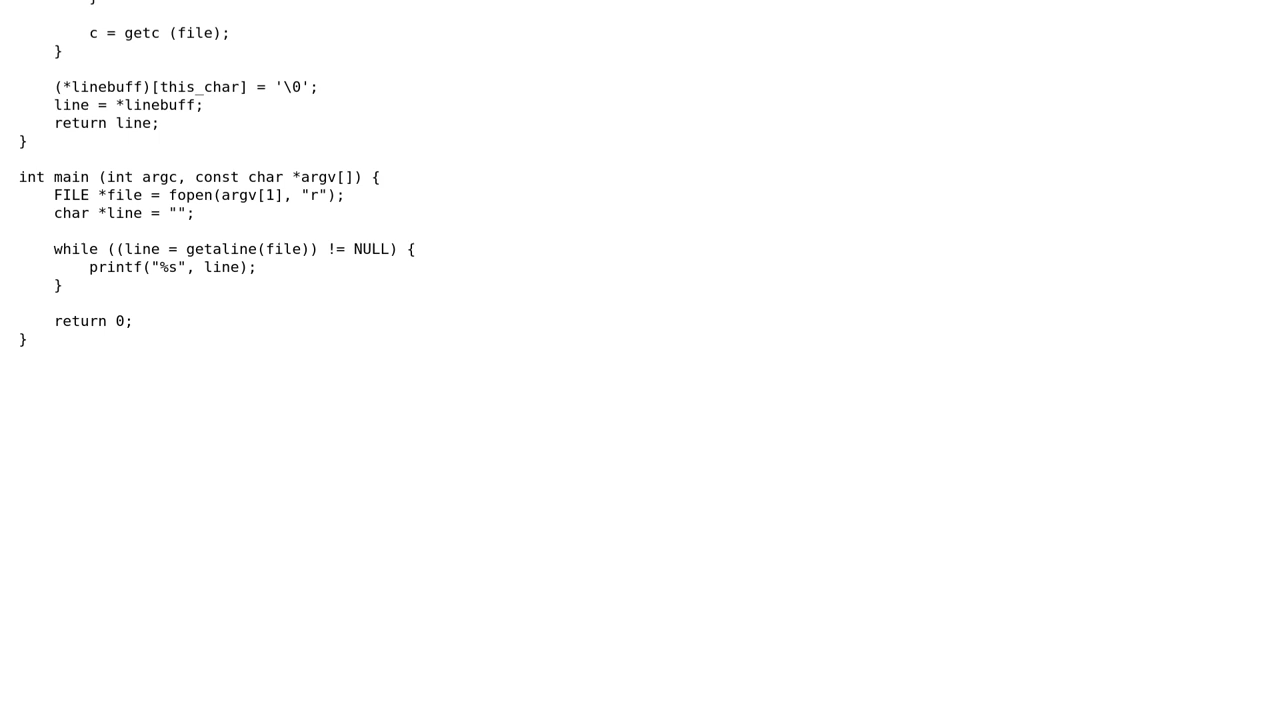 }
c = getc (file);
}
(*linebuff)[this_char] = '\0';
line = *linebuff;
return line;
}
int main (int argc, const char *argv[]) {
FILE *file = fopen(argv[1], "r");
char *line = "";
while ((line = getaline(file)) != NULL) {
printf("%s", line);
}
return 0;
}